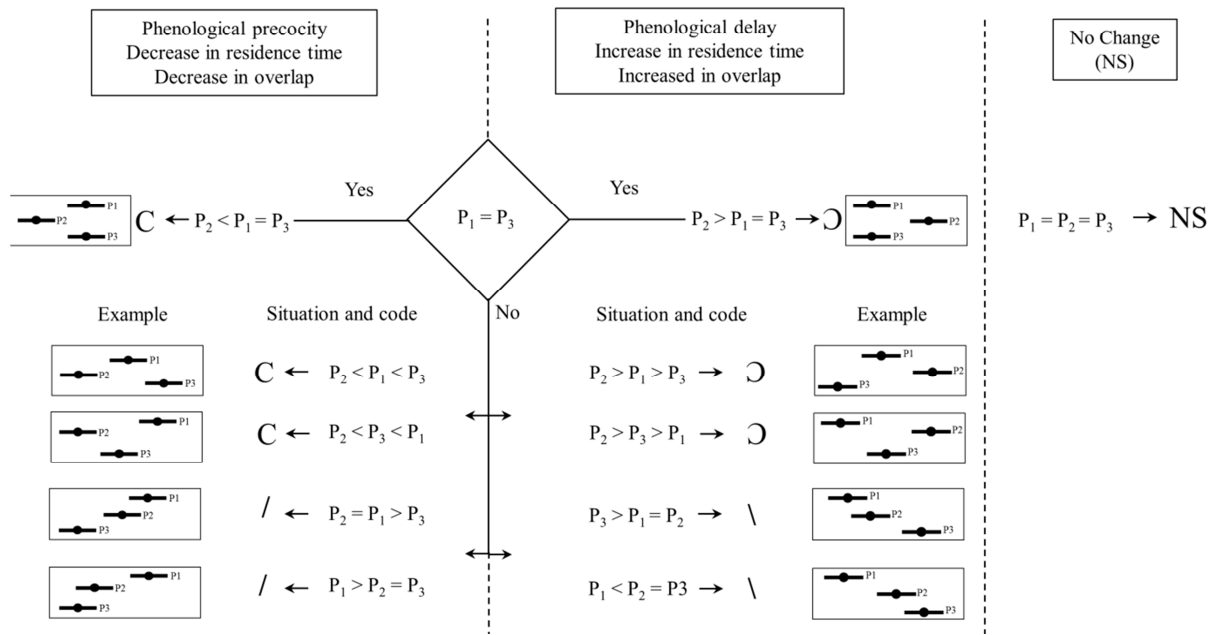 Phenological precocity
Decrease in residence time
Decrease in overlap
Phenological delay
Increase in residence time
Increased in overlap
No Change
(NS)
P1
P2
P3
C ← P₂ < P₁ = P₃
Yes
P₁ = P₃
Yes
P₂ > P₁ = P₃ → Ɔ
P1
P2
P3
P₁ = P₂ = P₃ → NS
No
Example
Situation and code
Situation and code
Example
P1
P2
P3
C ← P₂ < P₁ < P₃
P₂ > P₁ > P₃ → Ɔ
P1
P2
P3
P1
P2
P3
C ← P₂ < P₃ < P₁
P₂ > P₃ > P₁ → Ɔ
P1
P2
P3
P1
P2
P3
/ ← P₂ = P₁ > P₃
P₃ > P₁ = P₂ → \
P1
P2
P3
P1
P2
P3
/ ← P₁ > P₂ = P₃
P₁ < P₂ = P3 → \
P1
P2
P3